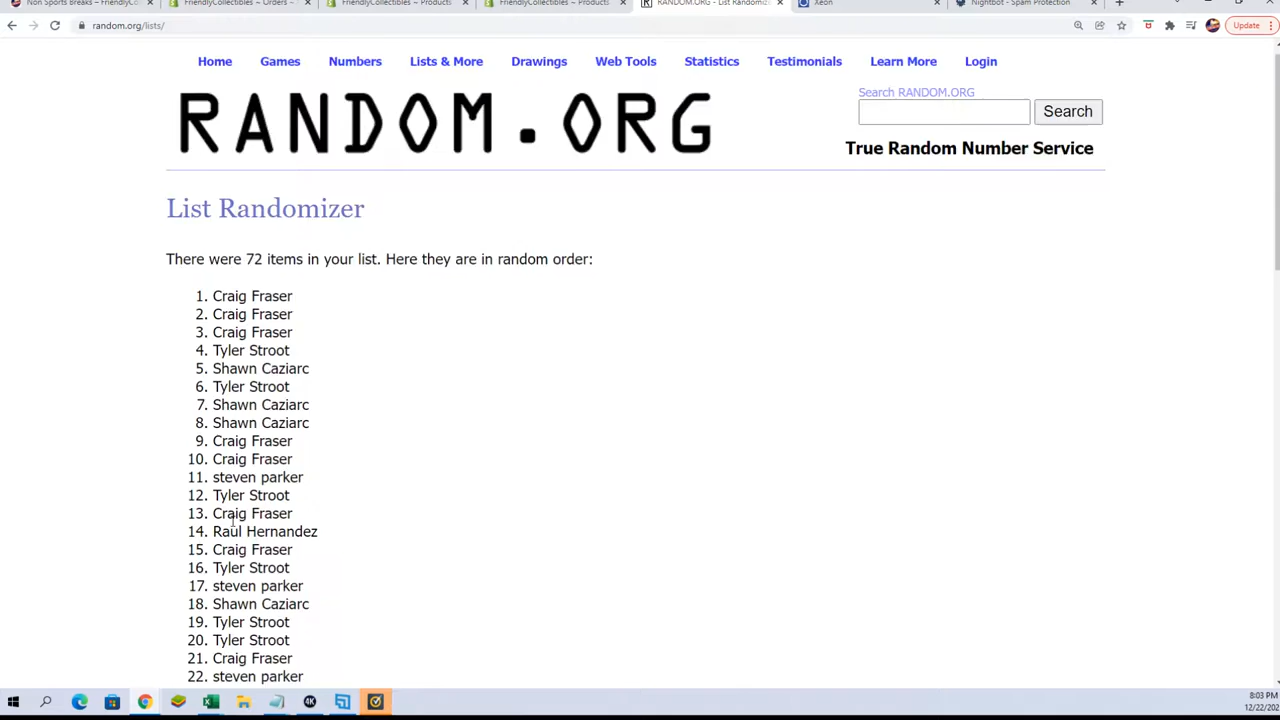 Non Sports Breaks – FriendlyCo
FriendlyCollectibles ~ Orders ~
FriendlyCollectibles ~ Products
FriendlyCollectibles ~ Products
RANDOM.ORG - List Randomiz
Xeon
Nightbot - Spam Protection
random.org/lists/
Update
Home Games Numbers Lists & More Drawings Web Tools Statistics Testimonials Learn More Login
RANDOM.ORG
Search RANDOM.ORG
Search
True Random Number Service
List Randomizer
There were 72 items in your list. Here they are in random order:
1. Craig Fraser
2. Craig Fraser
3. Craig Fraser
4. Tyler Stroot
5. Shawn Caziarc
6. Tyler Stroot
7. Shawn Caziarc
8. Shawn Caziarc
9. Craig Fraser
10. Craig Fraser
11. steven parker
12. Tyler Stroot
13. Craig Fraser
14. Raul Hernandez
15. Craig Fraser
16. Tyler Stroot
17. steven parker
18. Shawn Caziarc
19. Tyler Stroot
20. Tyler Stroot
21. Craig Fraser
22. steven parker
4K
8:03 PM
12/22/202